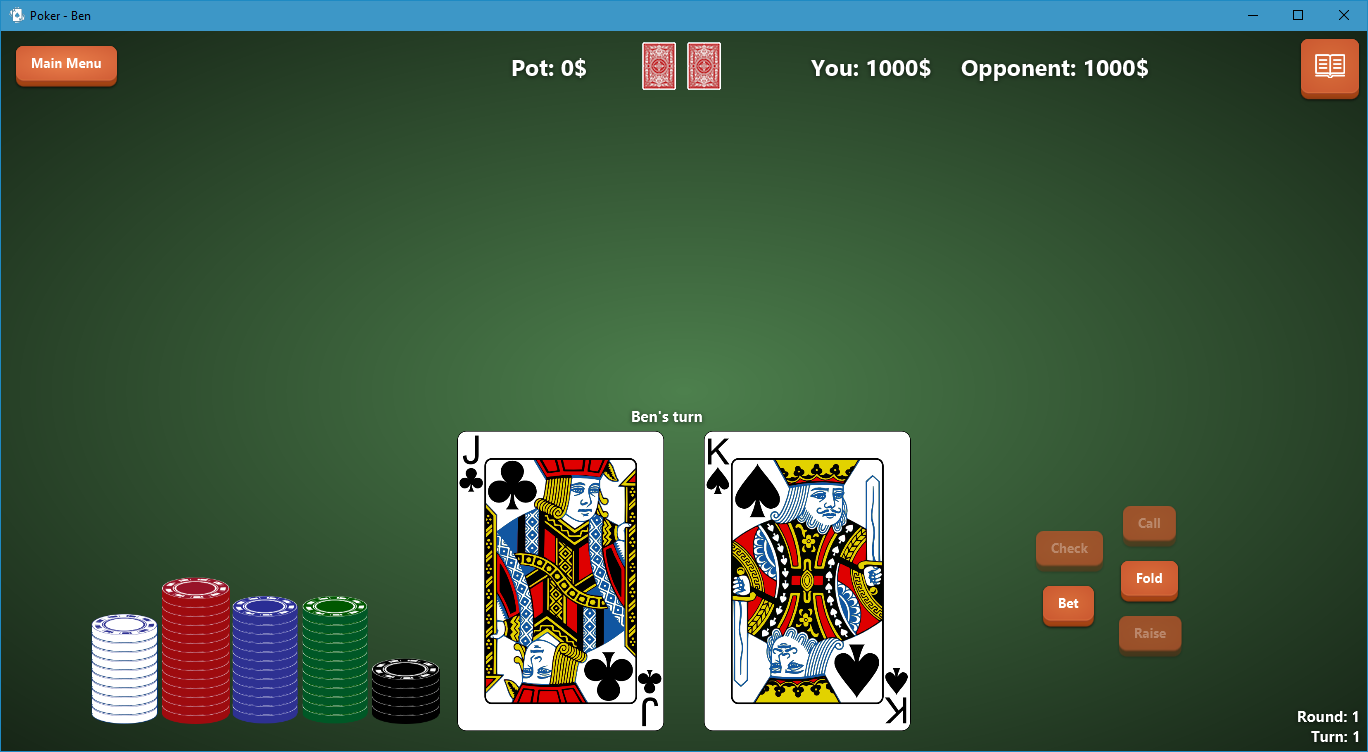 Poker - Ben
Main Menu
Pot: 0$
You: 1000$
Opponent: 1000$
Ben's turn
J
K
J
K
Call
Check
Fold
Bet
Raise
Round: 1
Turn: 1